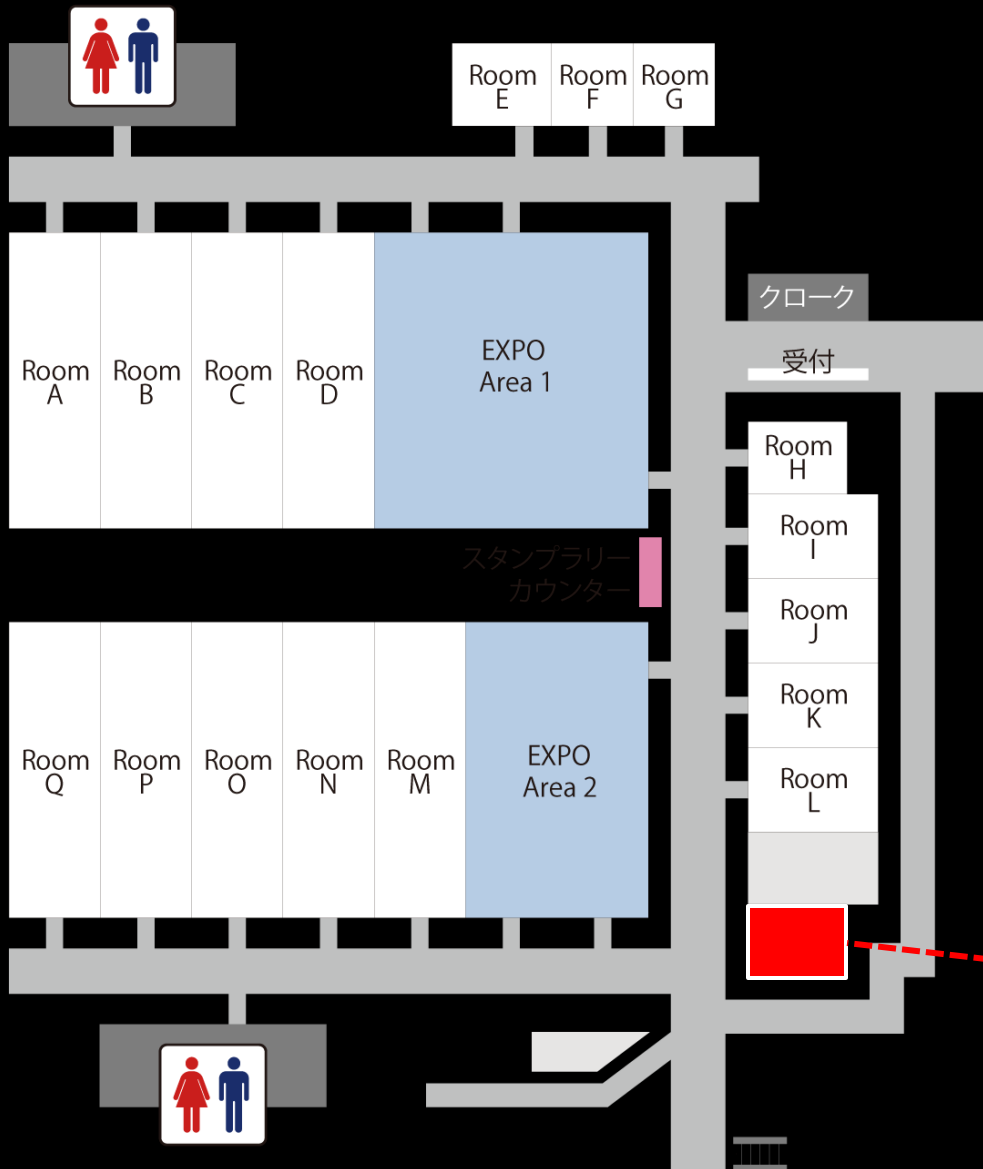 Room
E
Room
F
Room
G
クローク
受付
Room
A
Room
B
Room
C
Room
D
EXPO
Area 1
Room
H
Room
I
Room
J
Room
K
Room
L
スタンプラリー
カウンター
Room
Q
Room
P
Room
O
Room
N
Room
M
EXPO
Area 2